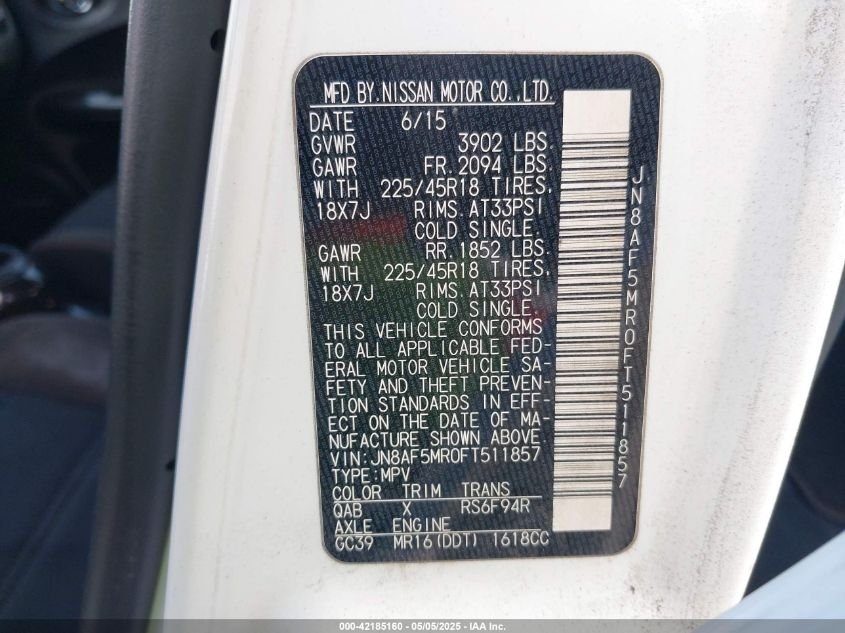 MFD BY.NISSAN MOTOR CO.,LTD.
DATE 6/15
GVWR 3902 LBS.
GAWR FR.2094 LBS.
WITH 225/45R18 TIRES.
18X7J RIMS.AT33PSI
COLD SINGLE.
GAWR RR.1852 LBS.
WITH 225/45R18 TIRES.
18X7J RIMS.AT33PSI
COLD SINGLE.
THIS VEHICLE CONFORMS
TO ALL APPLICABLE FED-
ERAL MOTOR VEHICLE SA-
FETY AND THEFT PREVEN-
TION STANDARDS IN EFF-
ECT ON THE DATE OF MA-
NUFACTURE SHOWN ABOVE
VIN:JN8AF5MR0FT511857
TYPE:MPV
COLOR TRIM TRANS
QAB X RS6F94R
AXLE ENGINE
GC39 MR16(DDT) 1618CC
JN8AF5MR0FT511857
000-42185160 - 05/05/2025 - IAA Inc.